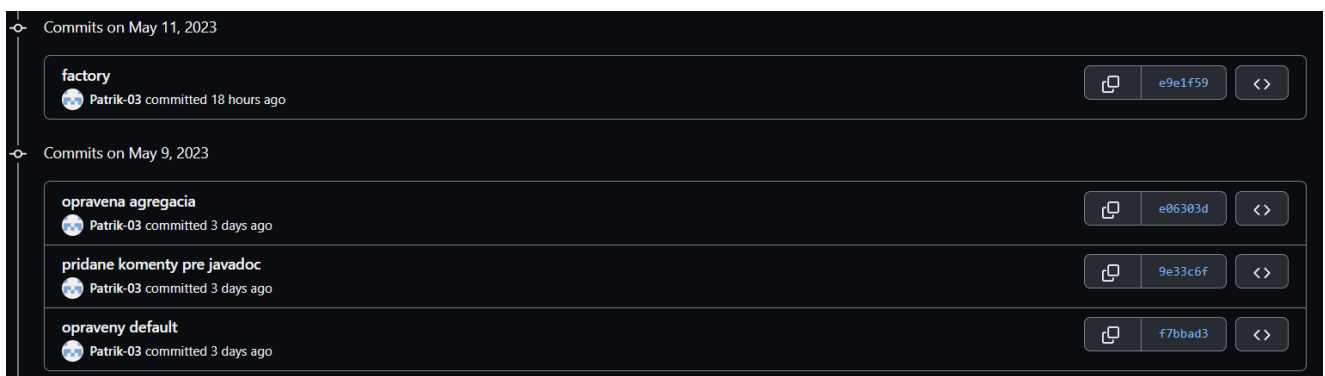 Commits on May 11, 2023
factory
Patrik-03 committed 18 hours ago
e9e1f59
Commits on May 9, 2023
opravena agregacia
Patrik-03 committed 3 days ago
e06303d
pridane komenty pre javadoc
Patrik-03 committed 3 days ago
9e33c6f
opraveny default
Patrik-03 committed 3 days ago
f7bbad3